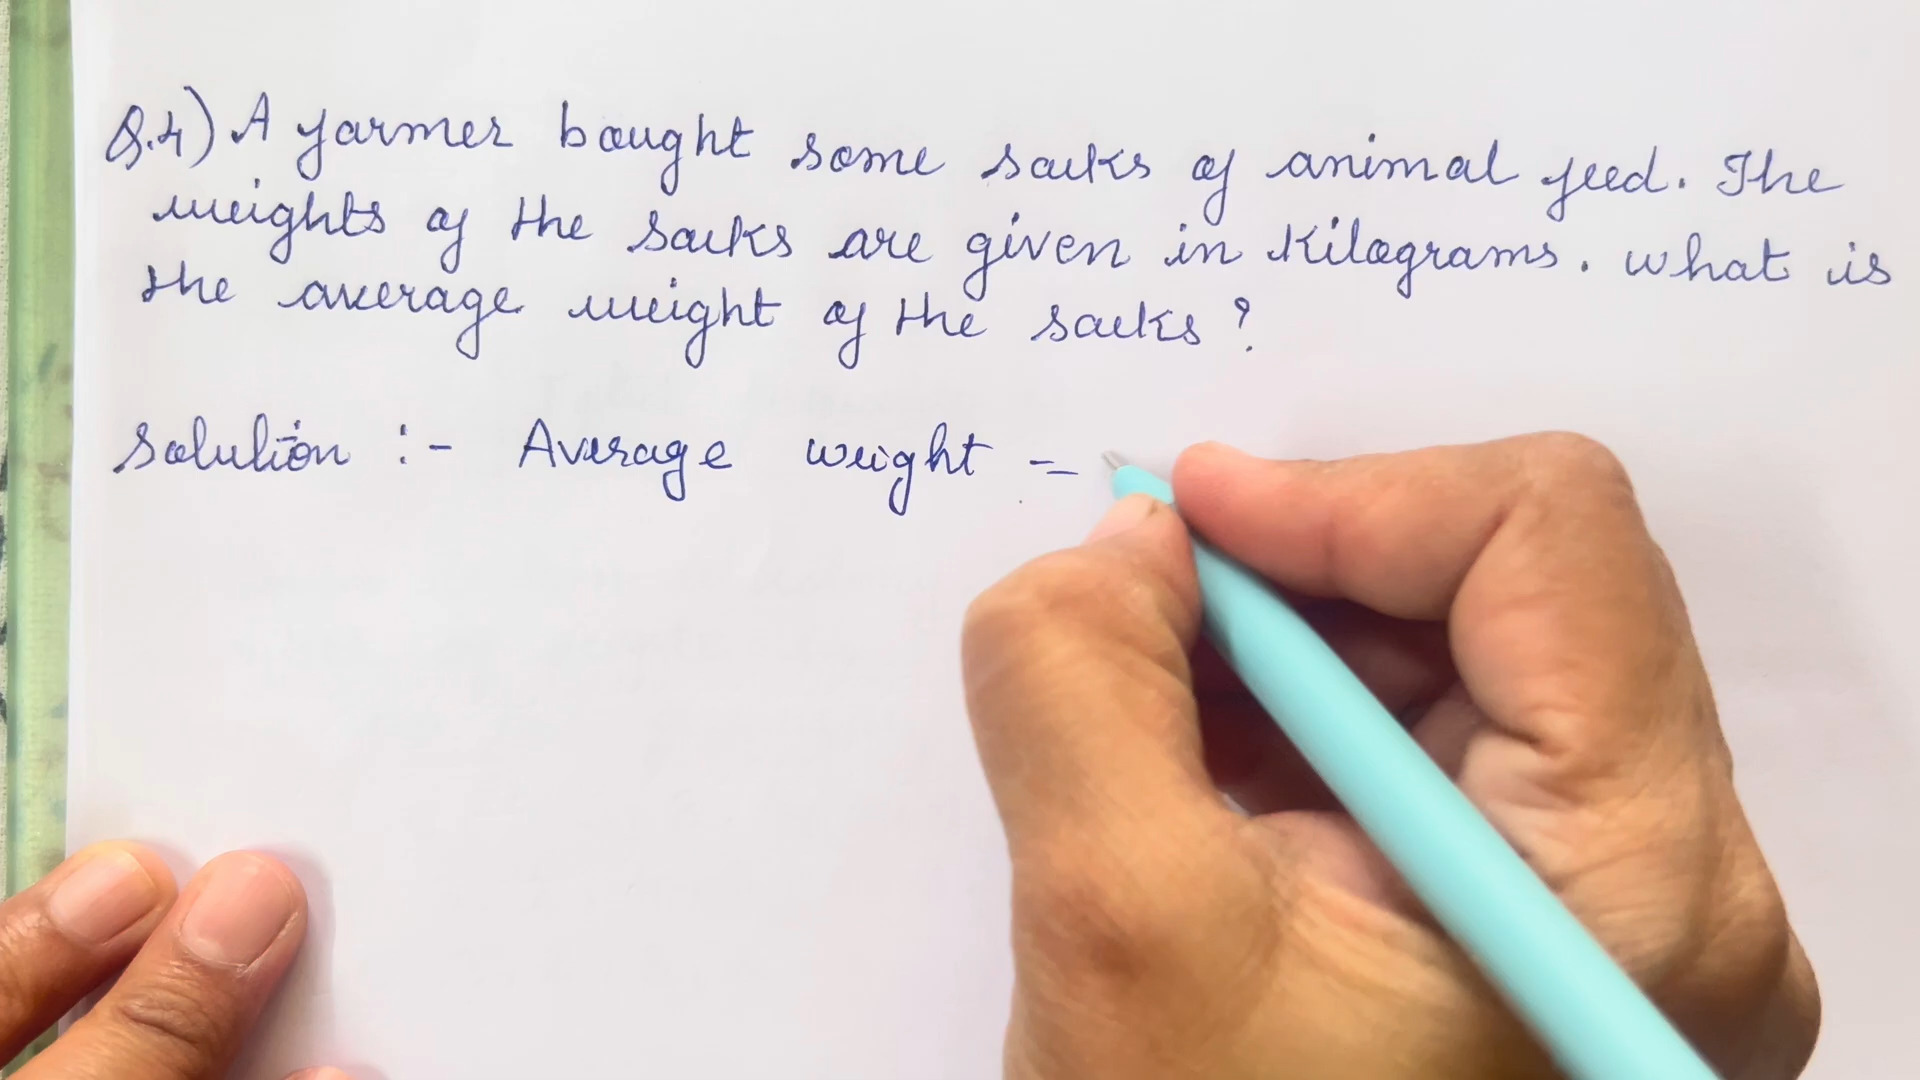 Q.4) A farmer bought some sacks of animal feed. The
weights of the sacks are given in Kilograms. what is
the average weight of the sacks?
Solution :- Average weight =